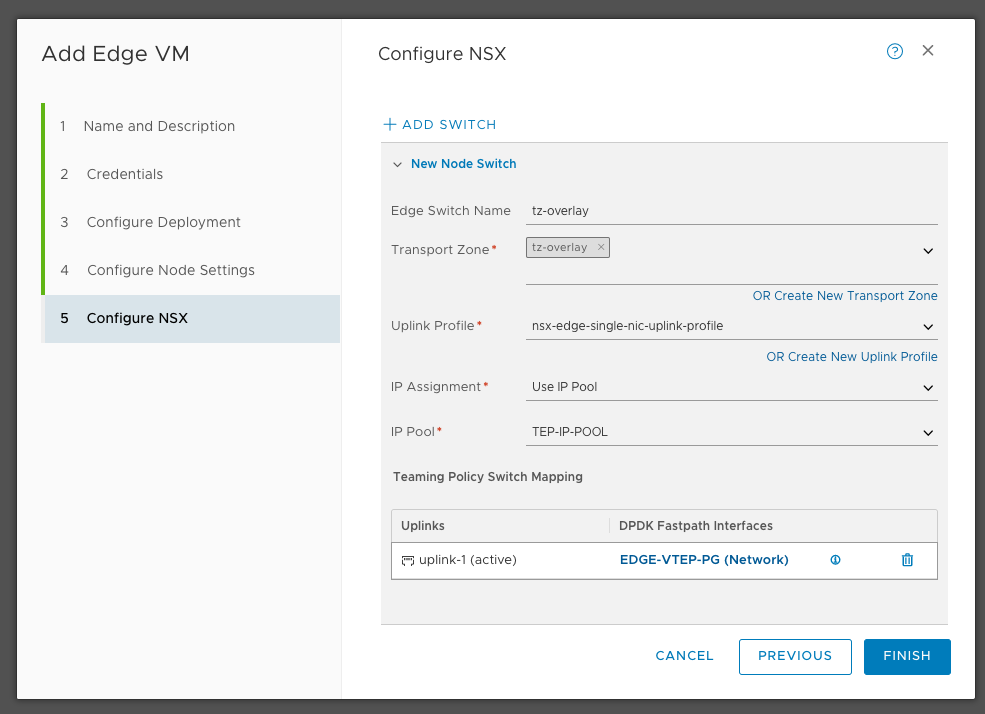 Add Edge VM
1 Name and Description
2 Credentials
3 Configure Deployment
4 Configure Node Settings
5 Configure NSX
Configure NSX
ADD SWITCH
New Node Switch
Edge Switch Name tz-overlay
Transport Zone* tz-overlay ×
OR Create New Transport Zone
Uplink Profile* nsx-edge-single-nic-uplink-profile
OR Create New Uplink Profile
IP Assignment* Use IP Pool
IP Pool* TEP-IP-POOL
Teaming Policy Switch Mapping
Uplinks DPDK Fastpath Interfaces
uplink-1 (active) EDGE-VTEP-PG (Network)
CANCEL PREVIOUS FINISH